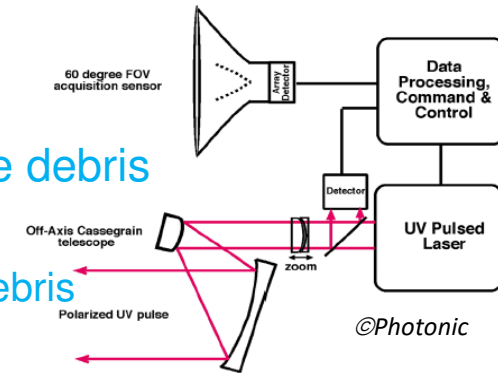 60 degree FOV
acquisition sensor
Array
Detector
Data
Processing,
Command &
Control
e debris
Detector
Off-Axis Cassegrain
telescope
zoom
UV Pulsed
Laser
ebris
Polarized UV pulse
©Photonic